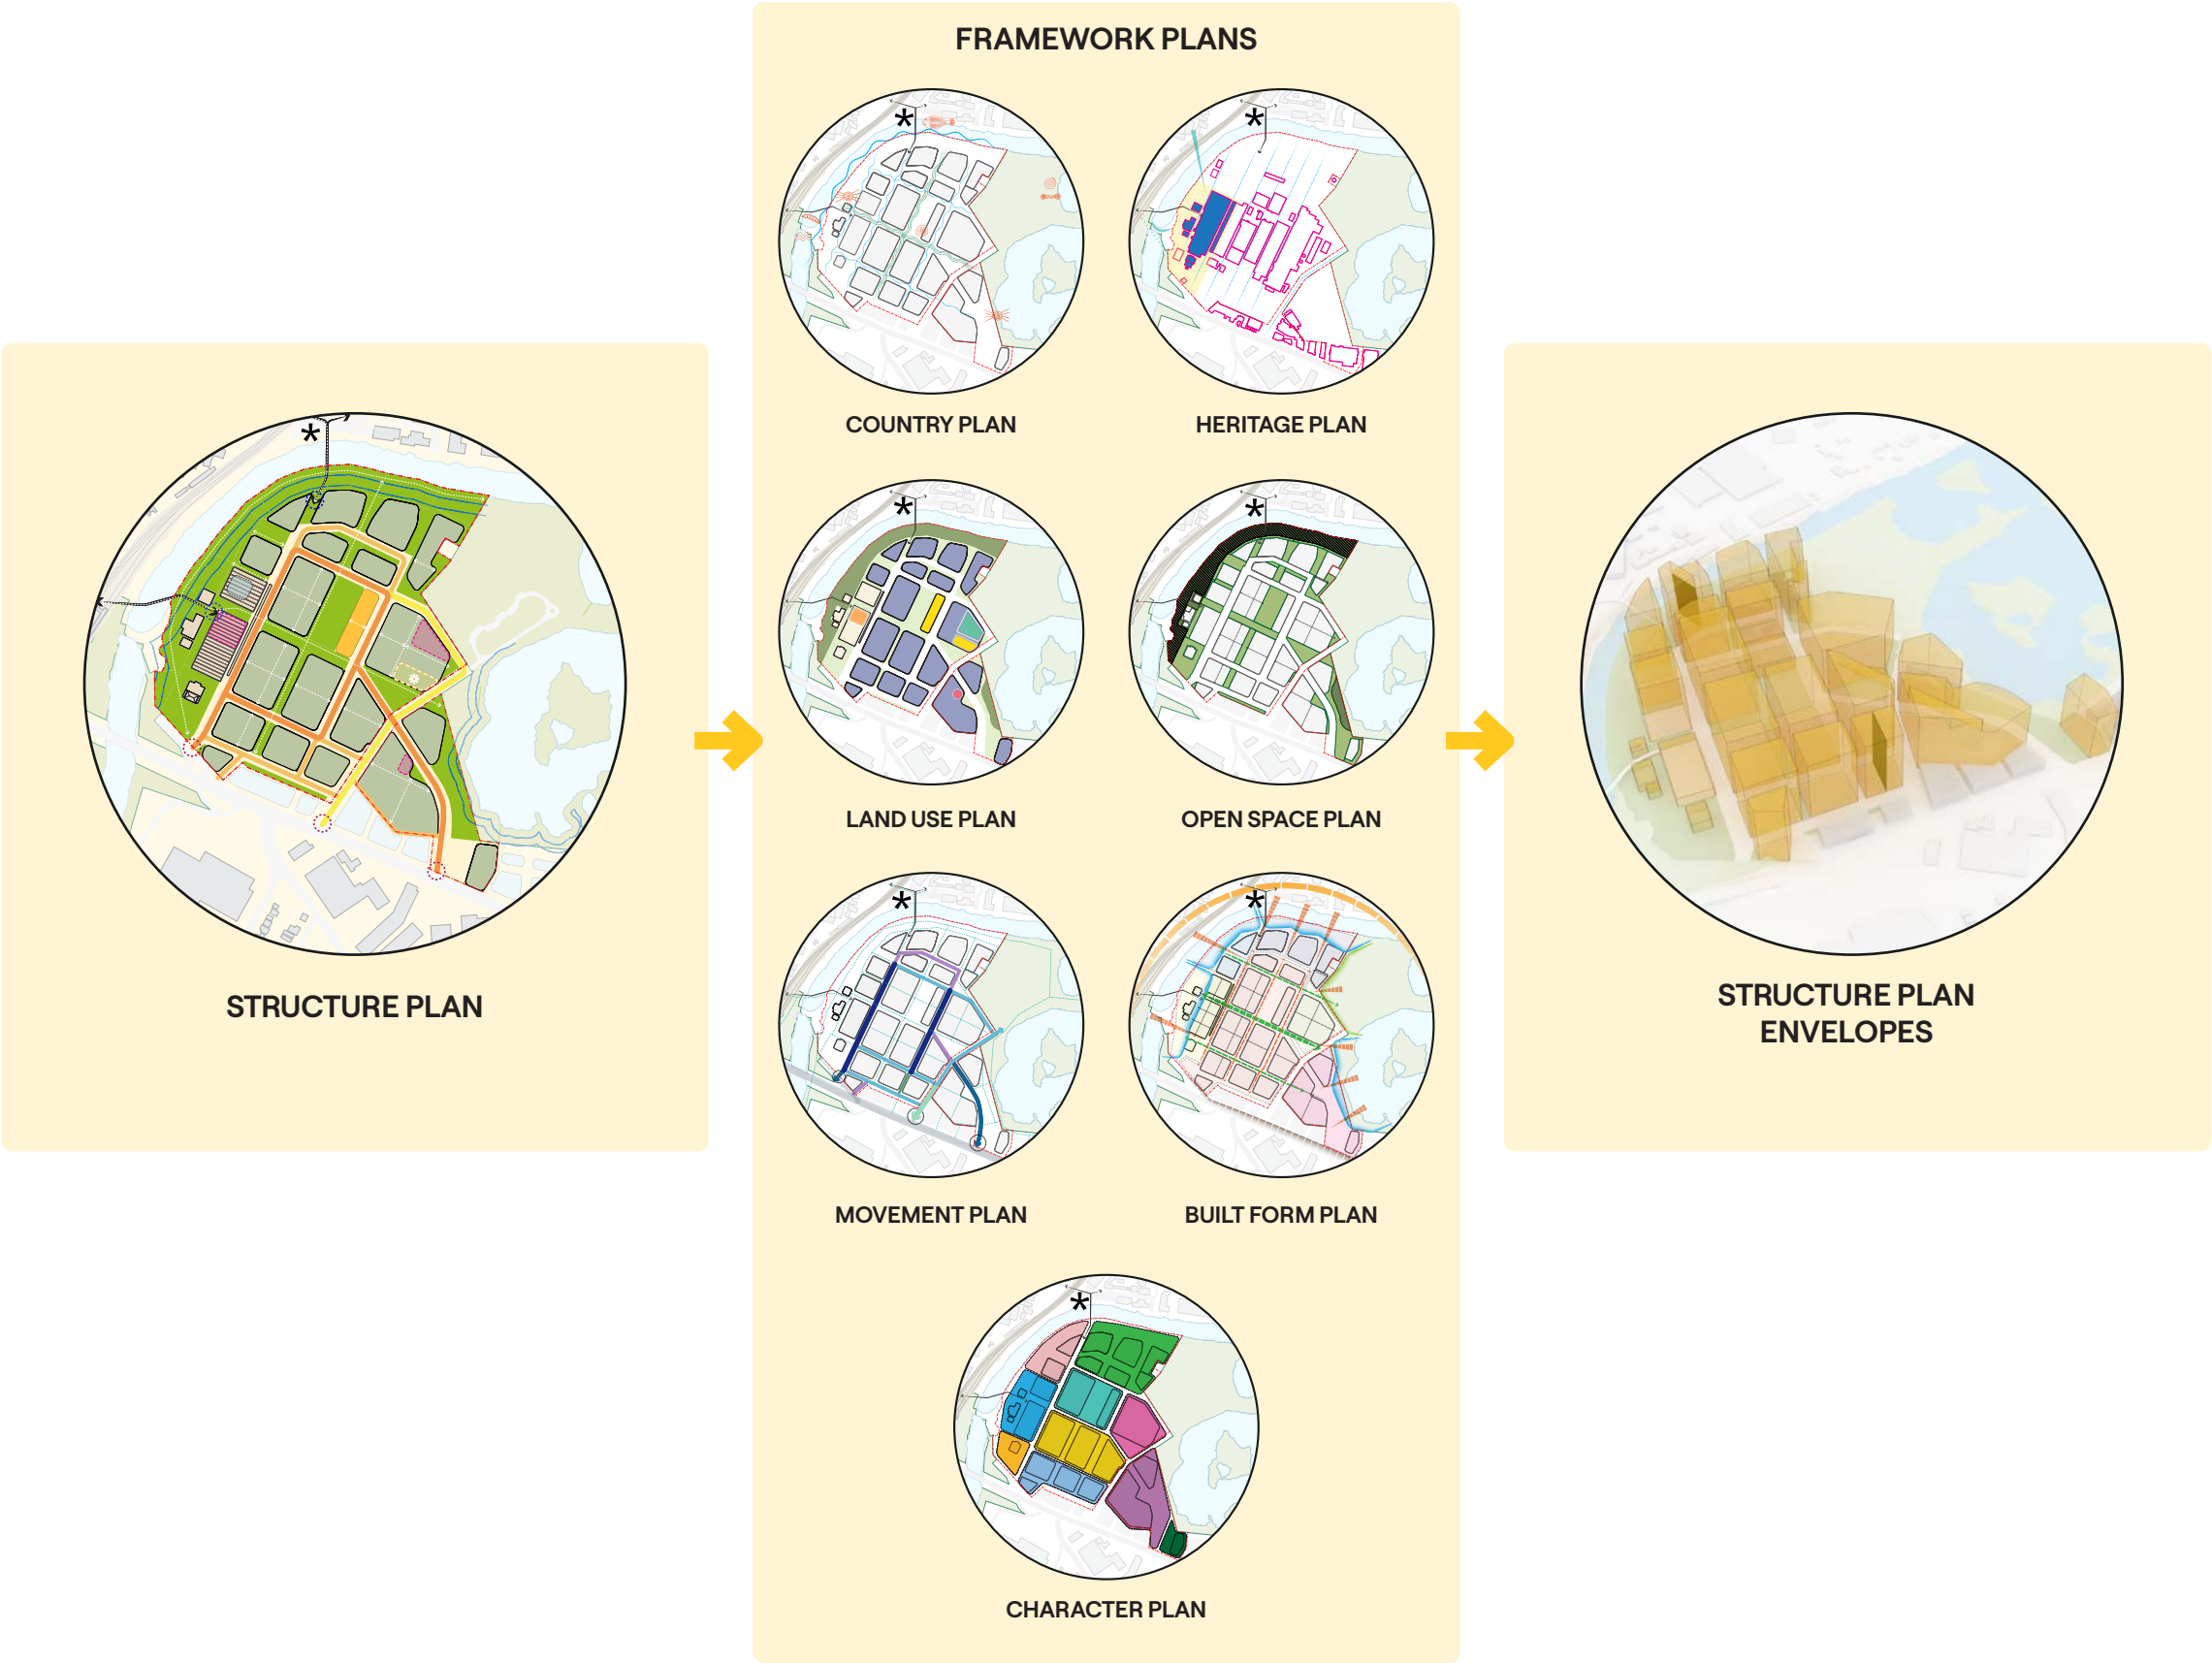 FRAMEWORK PLANS
COUNTRY PLAN
HERITAGE PLAN
LAND USE PLAN
OPEN SPACE PLAN
MOVEMENT PLAN
BUILT FORM PLAN
CHARACTER PLAN
STRUCTURE PLAN
STRUCTURE PLAN
ENVELOPES